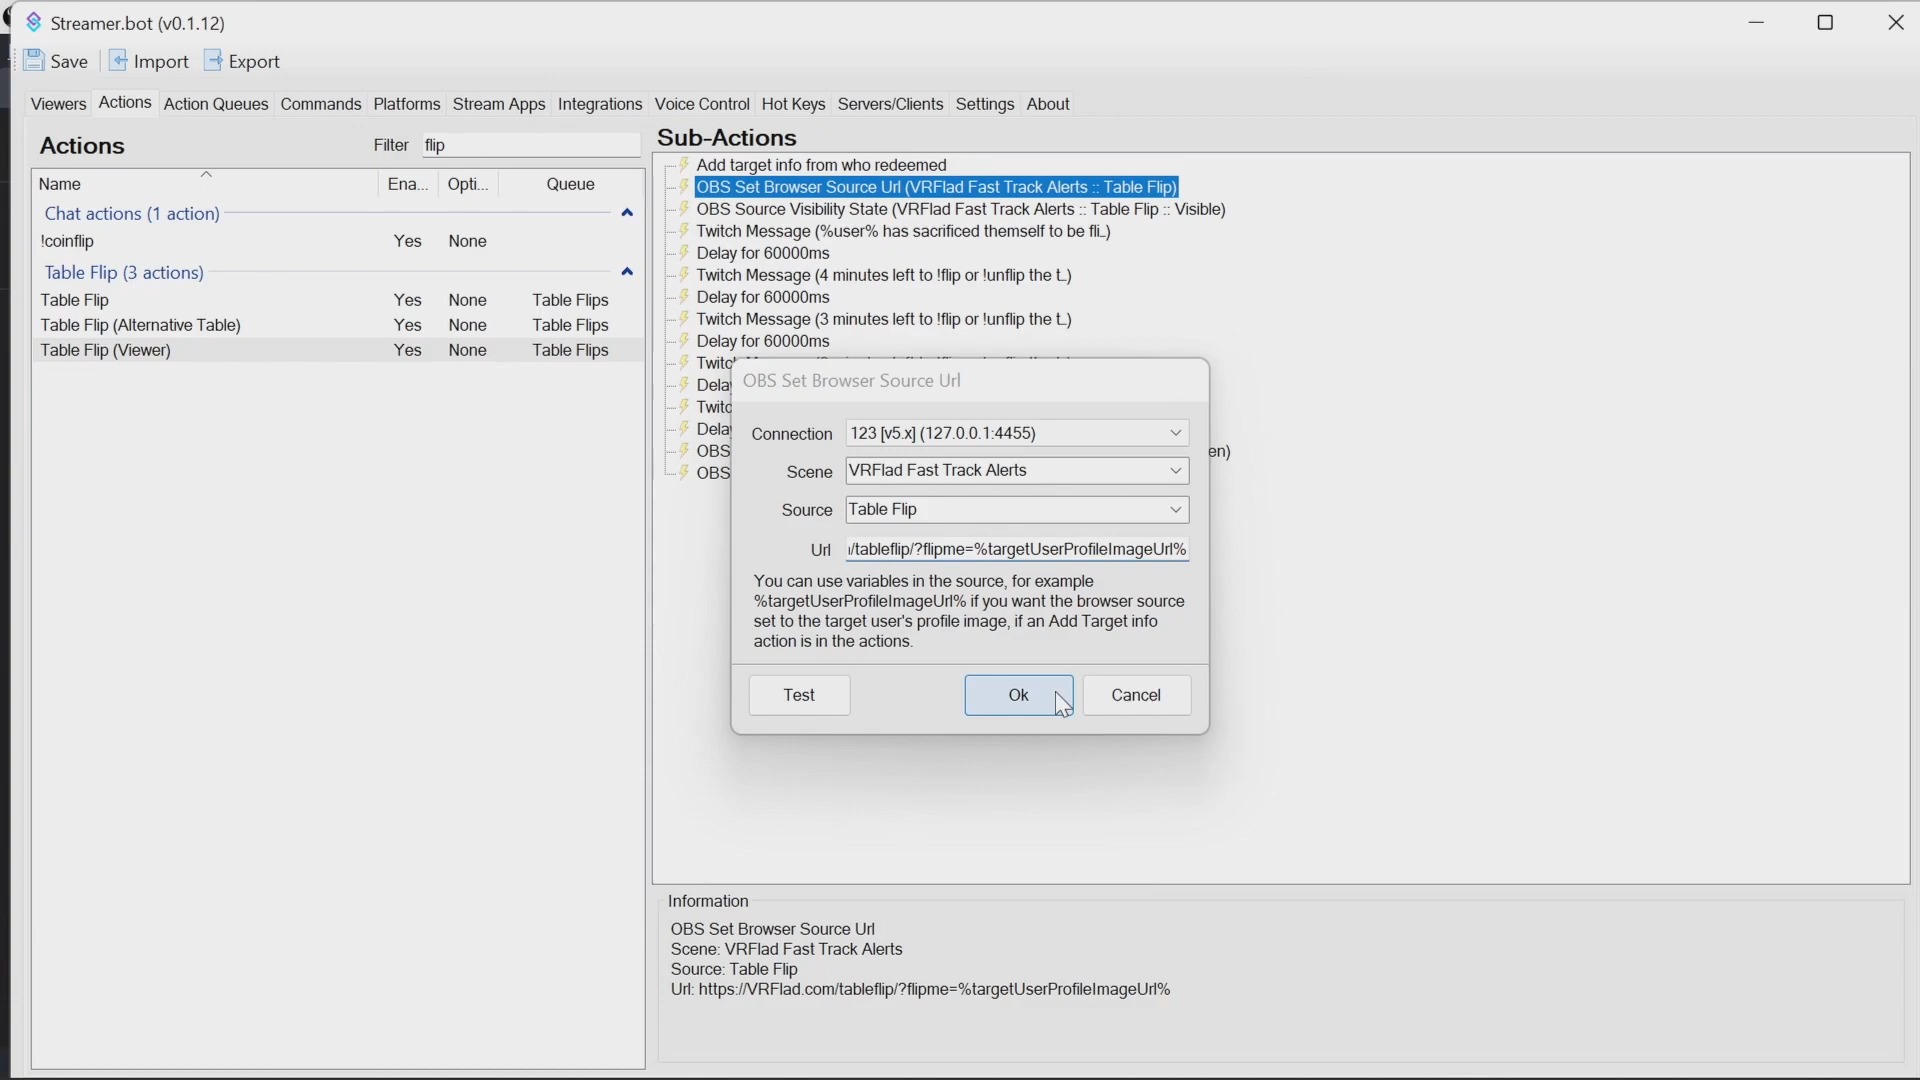 Streamer.bot (v0.1.12)
Save Import Export
Viewers Actions Action Queues Commands Platforms Stream Apps Integrations Voice Control Hot Keys Servers/Clients Settings About
Actions Filter flip
Name Ena... Opti... Queue
Chat actions (1 action)
!coinflip Yes None
Table Flip (3 actions)
Table Flip Yes None Table Flips
Table Flip (Alternative Table) Yes None Table Flips
Table Flip (Viewer) Yes None Table Flips
Sub-Actions
Add target info from who redeemed
OBS Set Browser Source Url (VRFlad Fast Track Alerts :: Table Flip)
OBS Source Visibility State (VRFlad Fast Track Alerts :: Table Flip :: Visible)
Twitch Message (%user% has sacrificed themself to be fli...)
Delay for 60000ms
Twitch Message (4 minutes left to !flip or !unflip the t...)
Delay for 60000ms
Twitch Message (3 minutes left to !flip or !unflip the t...)
Delay for 60000ms
Twitc
Dela
Twitc
Dela
OBS en)
OBS
OBS Set Browser Source Url
Connection 123 [v5.x] (127.0.0.1:4455)
Scene VRFlad Fast Track Alerts
Source Table Flip
Url /tableflip/?flipme=%targetUserProfileImageUrl%
You can use variables in the source, for example
%targetUserProfileImageUrl% if you want the browser source
set to the target user's profile image, if an Add Target info
action is in the actions.
Test Ok Cancel
Information
OBS Set Browser Source Url
Scene: VRFlad Fast Track Alerts
Source: Table Flip
Url: https://VRFlad.com/tableflip/?flipme=%targetUserProfileImageUrl%